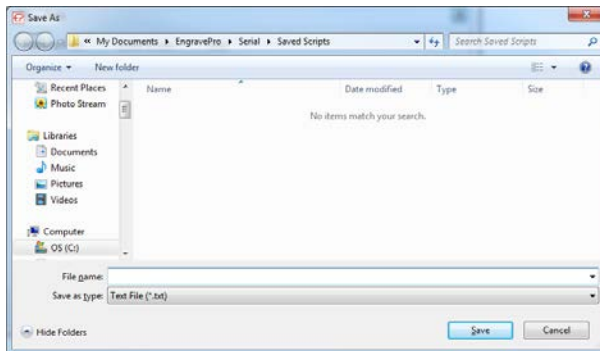 Save As
« My Documents ▸ EngravePro ▸ Serial ▸ Saved Scripts
Search Saved Scripts
Organize
New folder
Recent Places
Photo Stream
Libraries
Documents
Music
Pictures
Videos
Computer
OS (C:)
Name
Date modified
Type
Size
No items match your search.
File name:
Save as type: Text File (*.txt)
Hide Folders
Save
Cancel